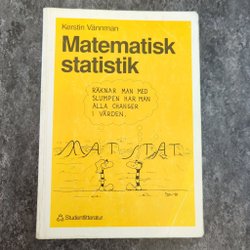 Kerstin Vännman
Matematisk
statistik
RÄKNAR MAN MED
SLUMPEN HAR MAN
ALLA CHANSER
I VÄRDEN.
MAT STAT
Studentlitteratur